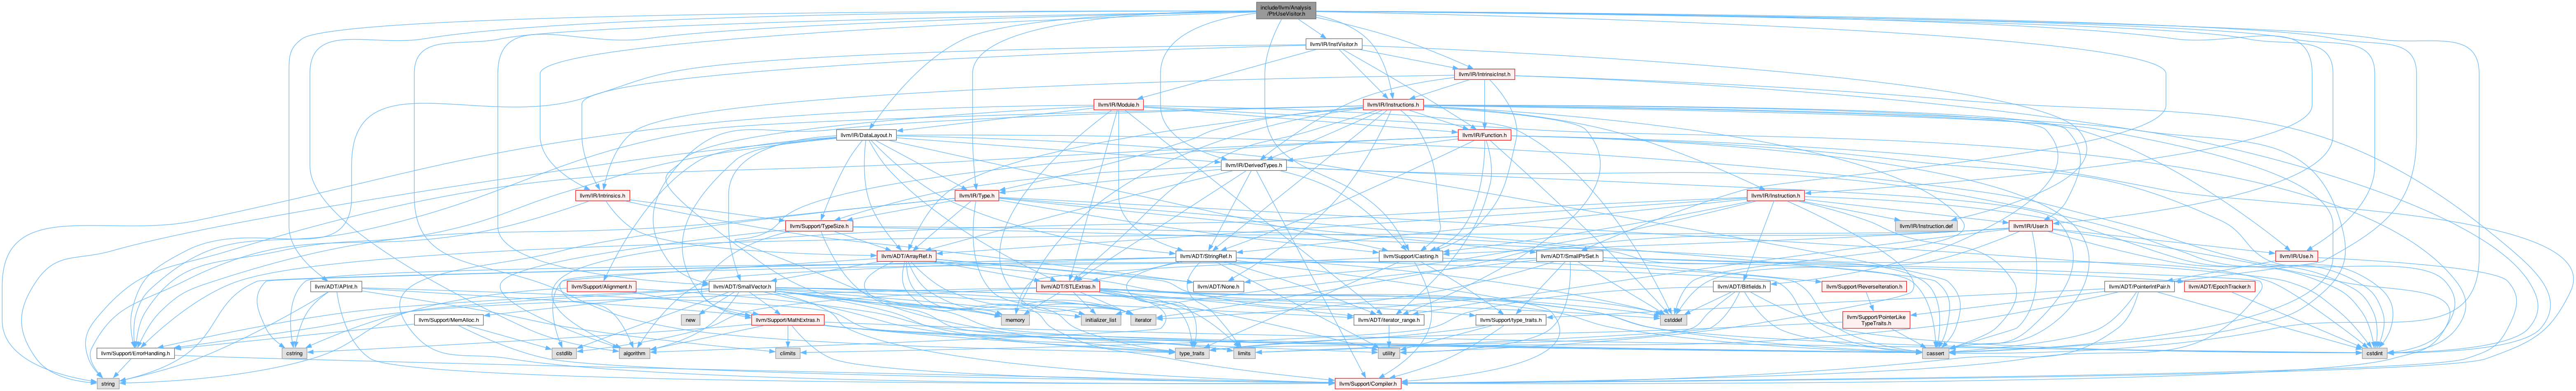 include/llvm/Analysis
/PtrUseVisitor.h
llvm/IR/InstVisitor.h
llvm/IR/IntrinsicInst.h
llvm/IR/Module.h
llvm/IR/Instructions.h
llvm/IR/DataLayout.h
llvm/IR/Function.h
llvm/IR/DerivedTypes.h
llvm/IR/Intrinsics.h
llvm/IR/Type.h
llvm/IR/Instruction.h
llvm/Support/TypeSize.h
llvm/IR/Instruction.def
llvm/IR/User.h
llvm/ADT/ArrayRef.h
llvm/ADT/StringRef.h
llvm/Support/Casting.h
llvm/ADT/SmallPtrSet.h
llvm/IR/Use.h
llvm/ADT/APInt.h
llvm/Support/Alignment.h
llvm/ADT/SmallVector.h
llvm/ADT/STLExtras.h
llvm/ADT/None.h
llvm/ADT/Bitfields.h
llvm/Support/ReverseIteration.h
llvm/ADT/PointerIntPair.h
llvm/ADT/EpochTracker.h
llvm/Support/MemAlloc.h
new
llvm/Support/MathExtras.h
memory
initializer_list
iterator
llvm/ADT/iterator_range.h
llvm/Support/type_traits.h
cstddef
llvm/Support/PointerLike
TypeTraits.h
llvm/Support/ErrorHandling.h
cstring
cstdlib
algorithm
climits
type_traits
limits
utility
cassert
cstdint
string
llvm/Support/Compiler.h